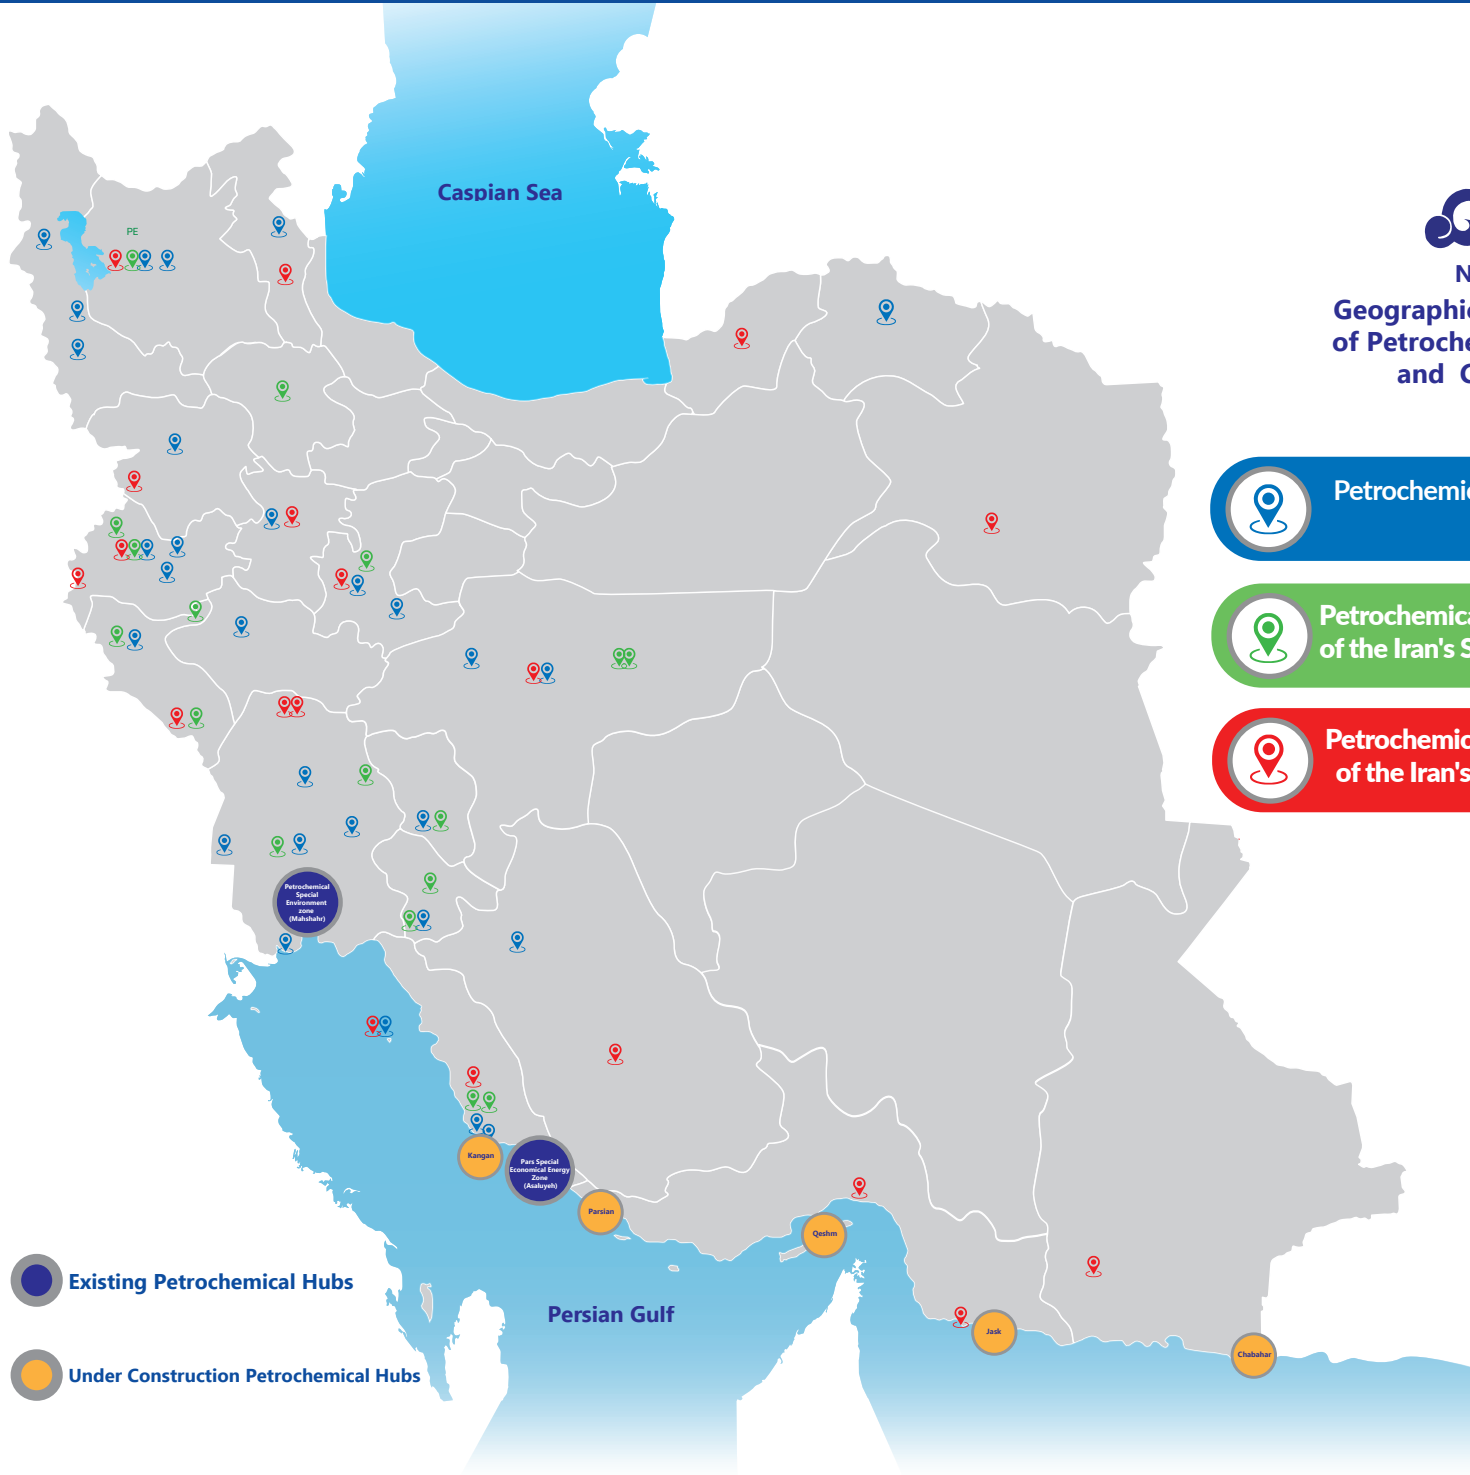 Caspian Sea
PE
N
Geographic
of Petroche
and
Petrochemic
Petrochemica
of the Iran's S
Petrochemic
of the Iran's
Petrochemical
Special
Environment
zone
(Mahshahr)
Kangan
Pars Special
Economical Energy
Zone
(Asaluyeh)
Parsian
Qeshm
Jask
Chabahar
Persian Gulf
Existing Petrochemical Hubs
Under Construction Petrochemical Hubs